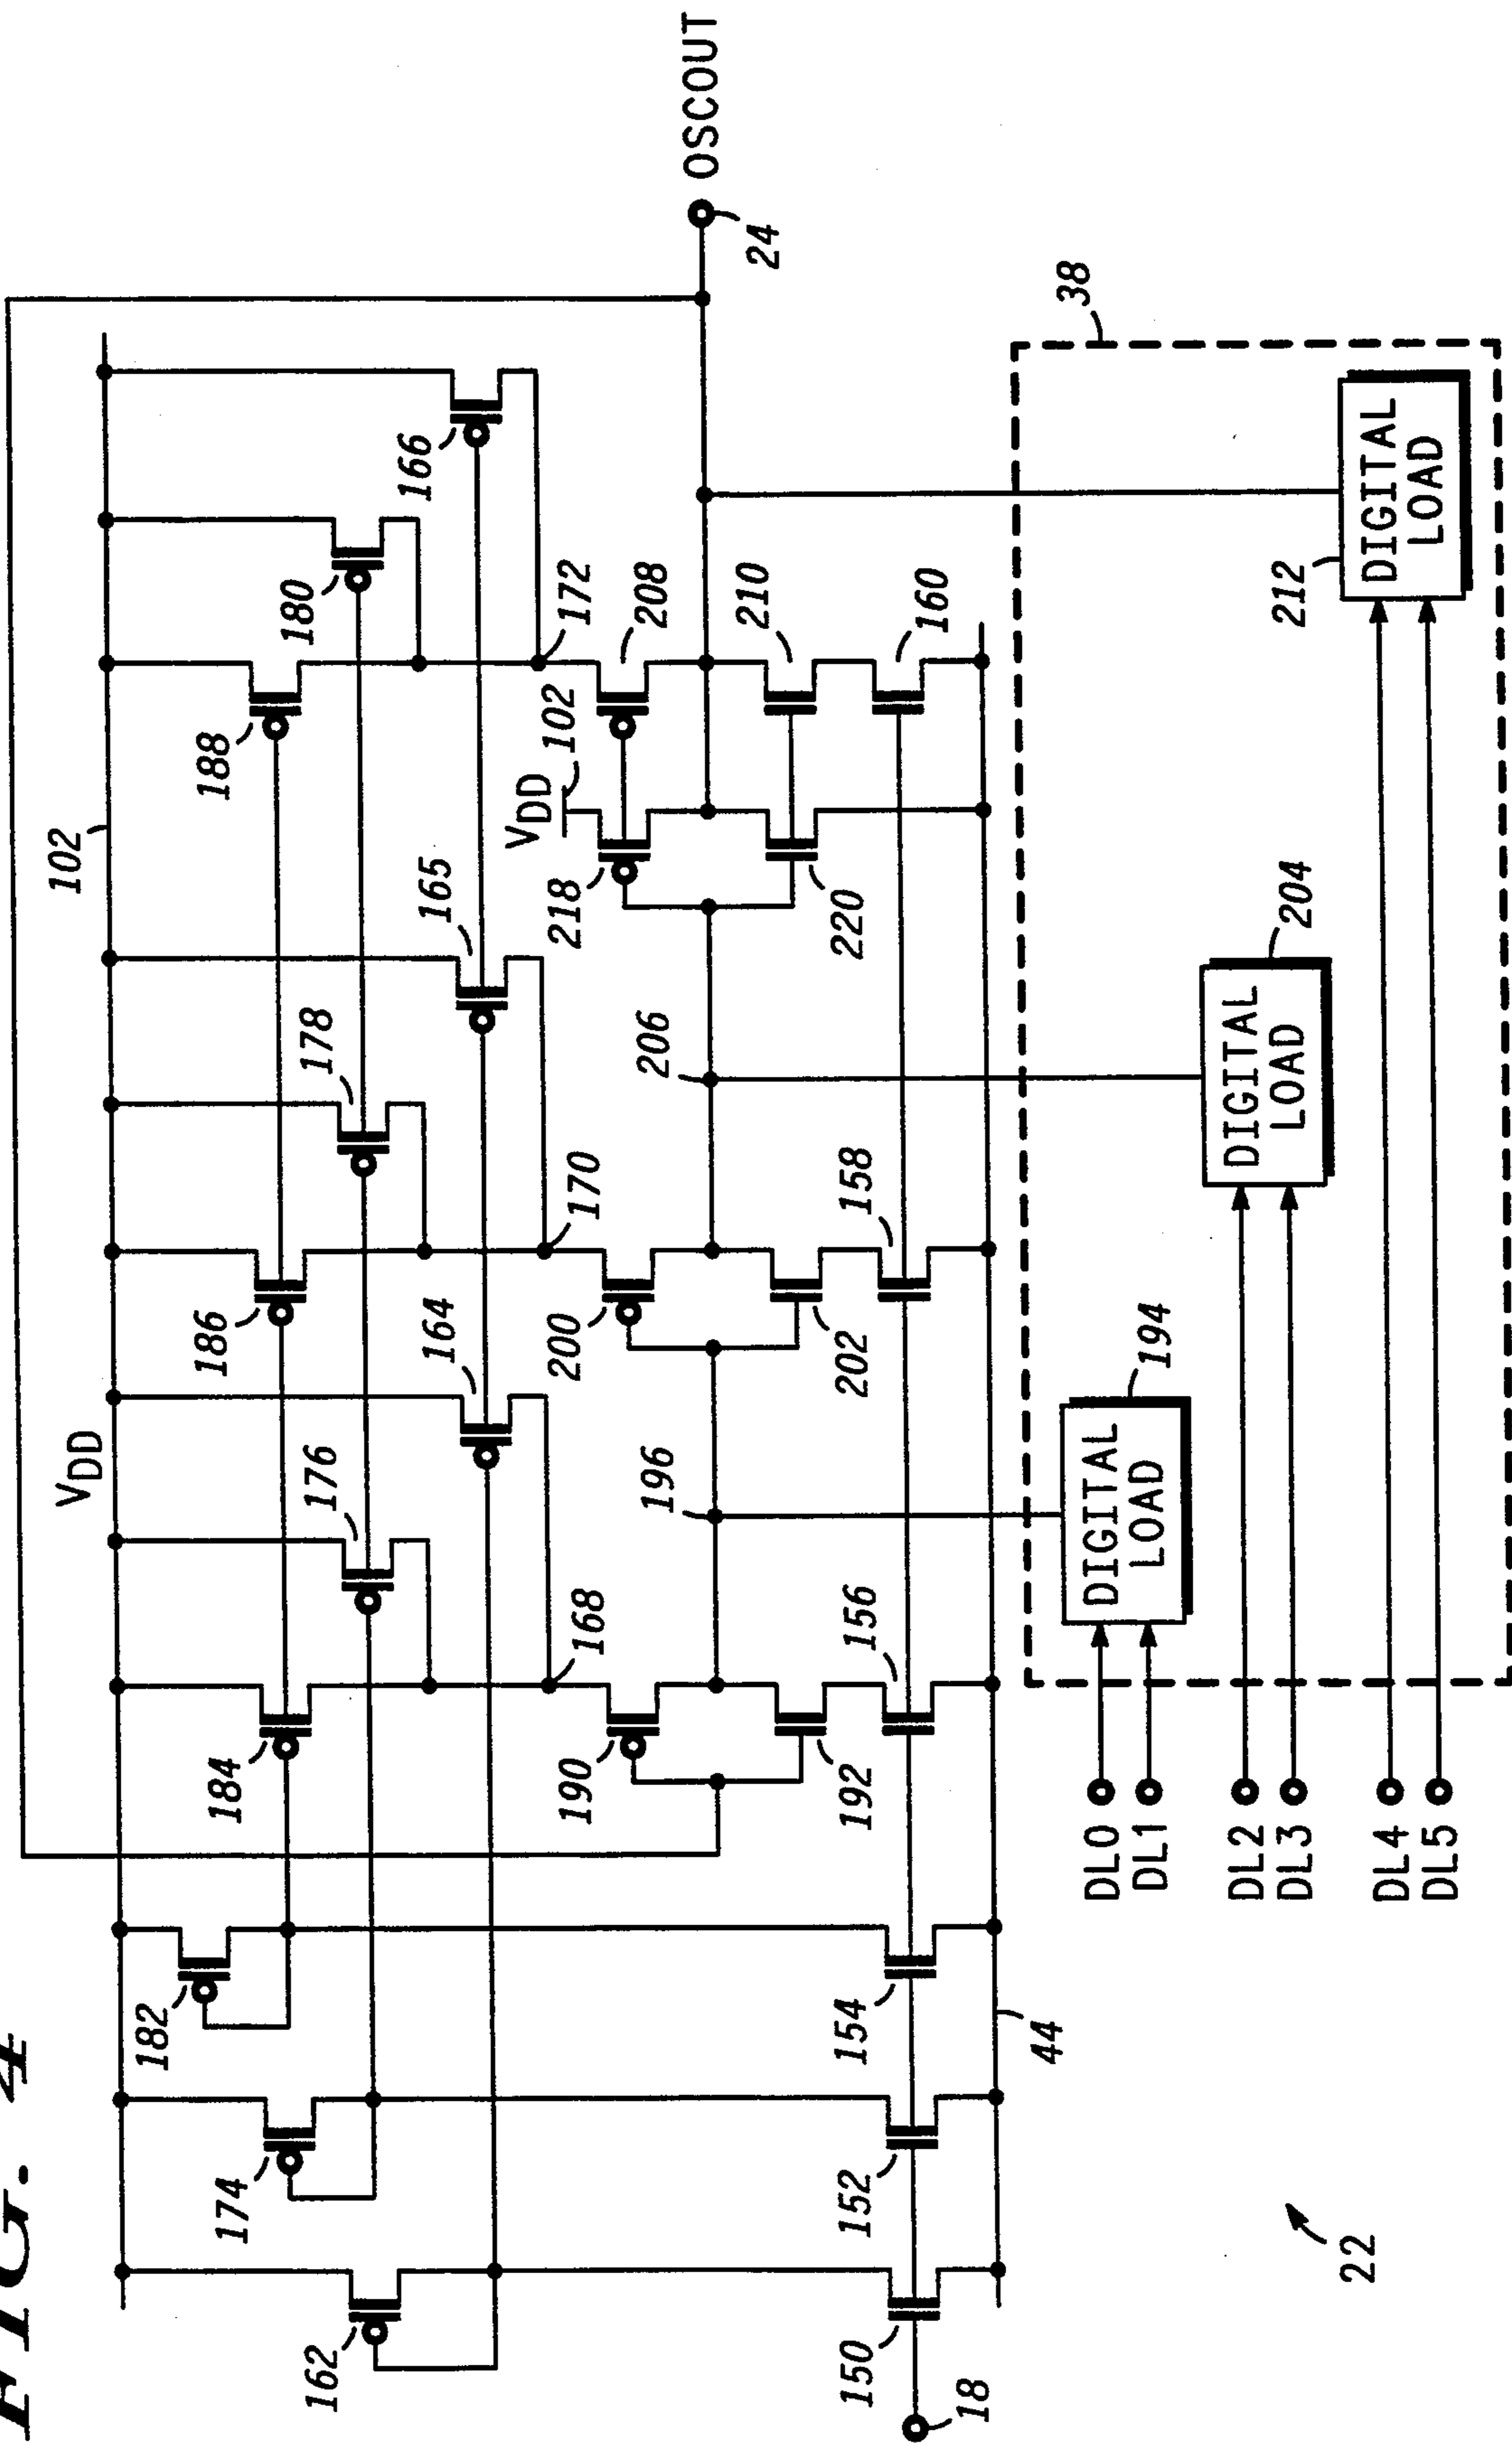 FIG. 4
102
VDD
182
184
186
188
174
176
178
180
162
164
165
166
168
170
172
VDD
102
190
200
218
208
196
206
OSCOUT
24
192
202
220
210
150
152
154
156
158
160
18
44
38
194
DIGITAL
LOAD
204
DIGITAL
LOAD
212
DIGITAL
LOAD
DL0
DL1
DL2
DL3
DL4
DL5
22